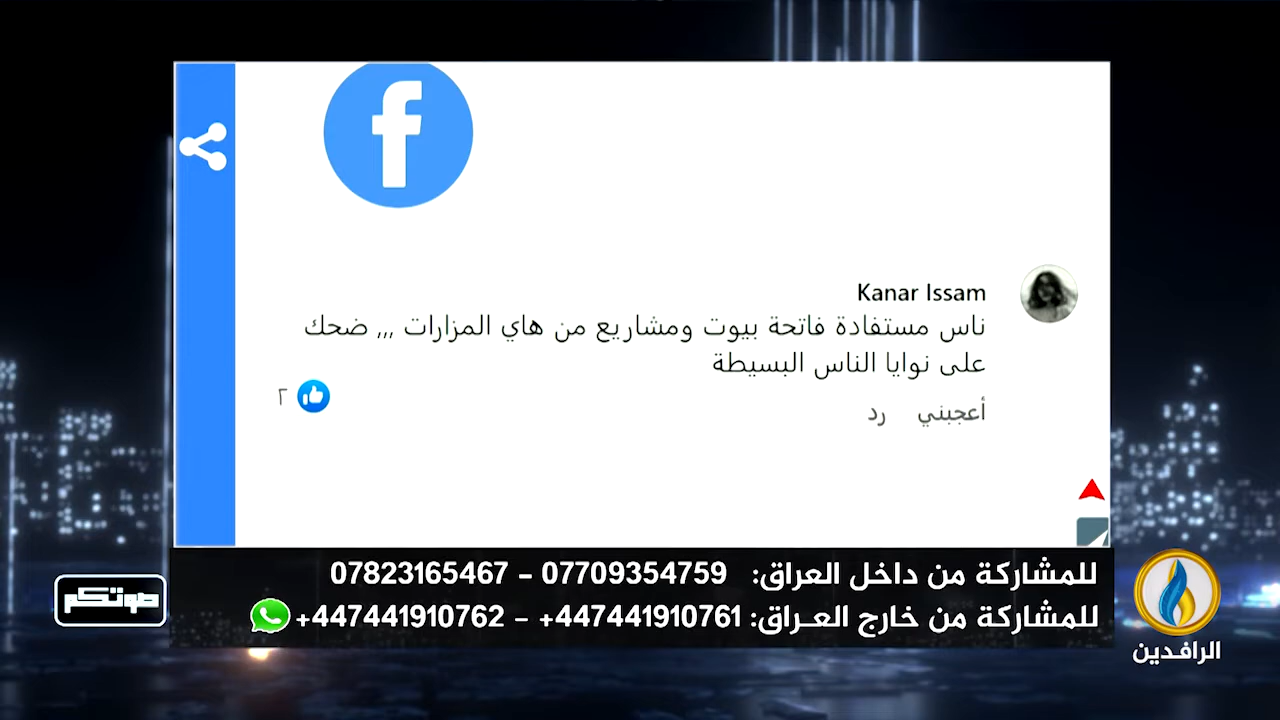 f
Kanar Issam
ناس مستفادة فاتحة بيوت ومشاريع من هاي المزارات ,,, ضحك
على نوايا الناس البسيطة
أعجبني رد
٢
للمشاركة من داخل العراق: 07709354759 - 07823165467
للمشاركة من خارج العـراق: 447441910761+ - 447441910762+
صوتكم
الرافدين